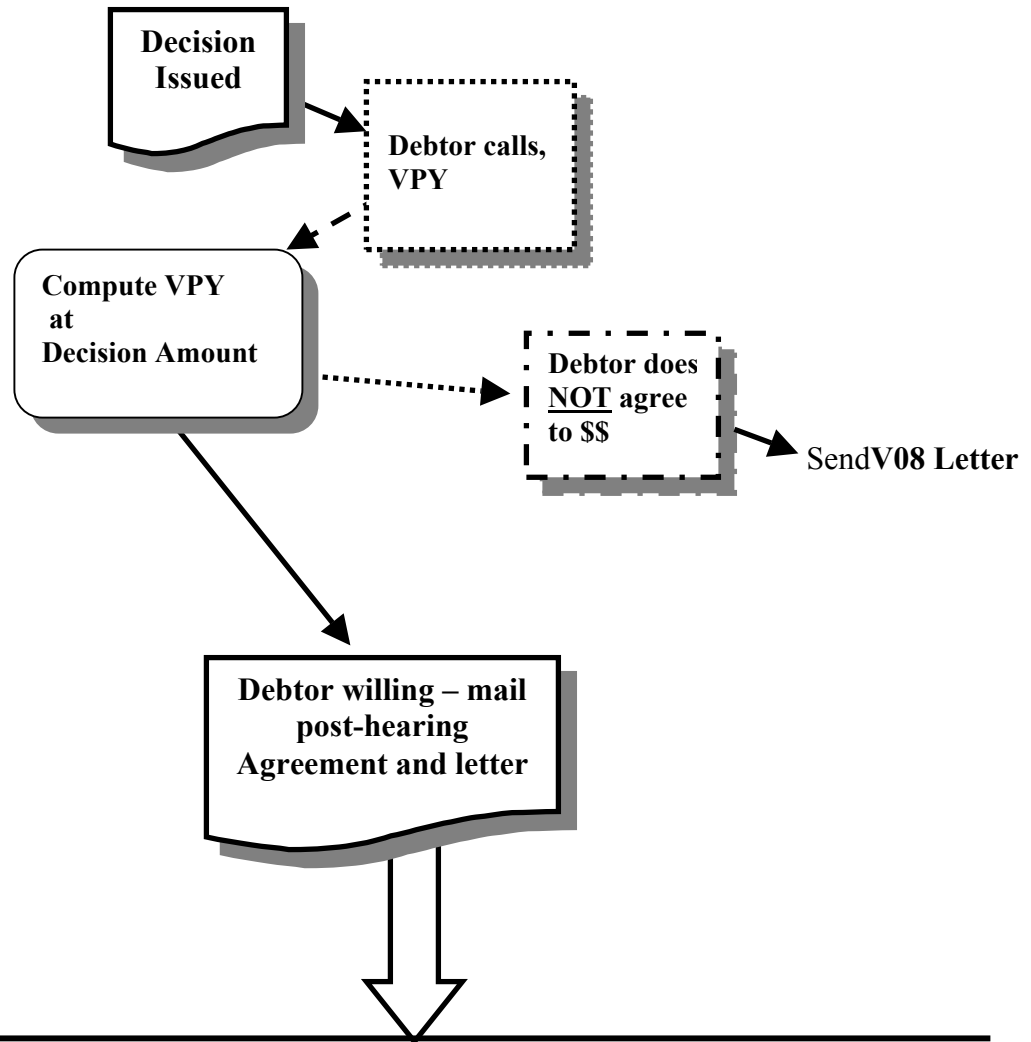 Decision
Issued
Debtor calls,
VPY
Compute VPY
at
Decision Amount
Debtor does
NOT agree
to $$
SendV08 Letter
Debtor willing – mail
post-hearing
Agreement and letter